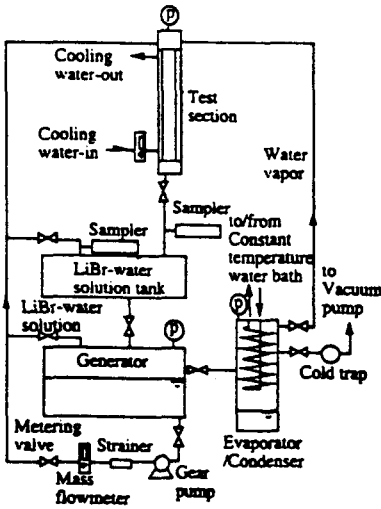 P
Cooling
water-out
Test
section
Cooling
water-in
Water
vapor
Sampler
Sampler
to/from
Constant
temperature
water bath
LiBr-water
solution tank
to
Vacuum
pump
LiBr-water
solution
P
P
Generator
Cold trap
Metering
valve
Strainer
Evaporator
/Condenser
Mass
flowmeter
Gear
pump